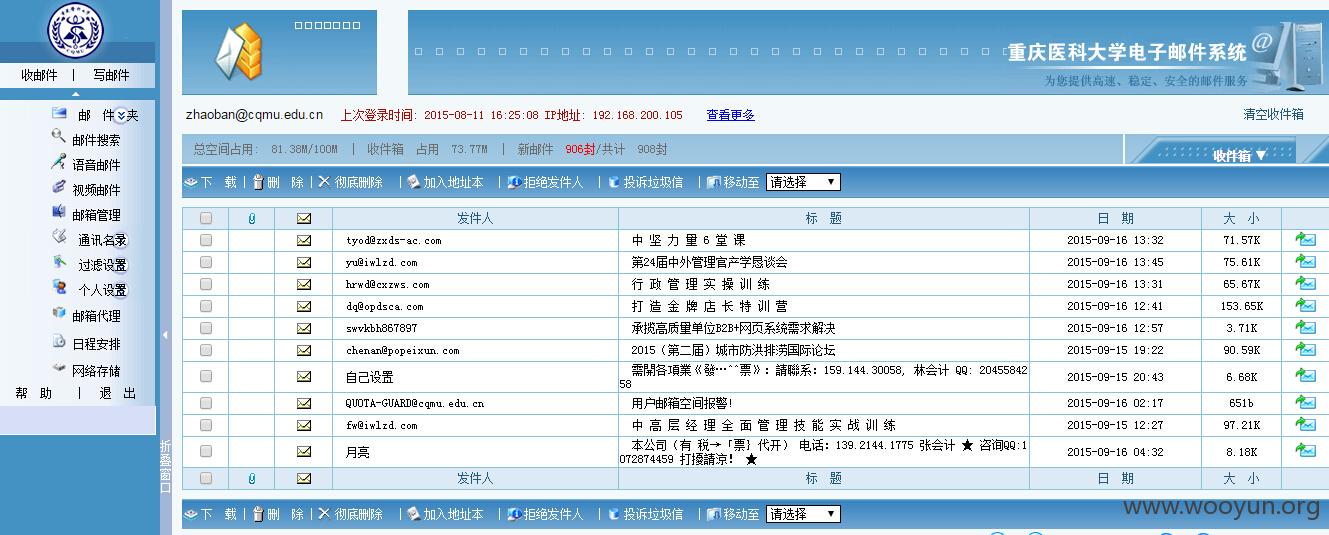 重庆医科大学电子邮件系统
为您提供高速、稳定、安全的邮件服务
收邮件 | 写邮件
邮 件 夹
邮件搜索
语音邮件
视频邮件
邮箱管理
通讯名录
过滤设置
个人设置
邮箱代理
日程安排
网络存储
帮 助 | 退 出
折叠窗口
zhaoban@cqmu.edu.cn 上次登录时间: 2015-08-11 16:25:08 IP地址: 192.168.200.105 查看更多 清空收件箱
总空间占用: 81.38M/100M | 收件箱 占用 73.77M | 新邮件 906封/共计 908封 收件箱▼
下 载 | 删 除 | 彻底删除 | 加入地址本 | 拒绝发件人 | 投诉垃圾信 | 移动至 请选择 ▼
发件人 标 题 日 期 大 小
tyod@zxds-ac.com 中 坚 力 量 6 堂 课 2015-09-16 13:32 71.57K
yu@iwlzd.com 第24届中外管理官产学恳谈会 2015-09-16 13:45 75.61K
hrwd@cxzws.com 行 政 管 理 实 操 训 练 2015-09-16 13:31 65.67K
dq@opdsca.com 打 造 金 牌 店 长 特 训 营 2015-09-16 12:41 153.65K
swvkbh867897 承揽高质量单位B2B+网页系统需求解决 2015-09-16 12:57 3.71K
chenan@popeixun.com 2015（第二届）城市防洪排涝国际论坛 2015-09-15 19:22 90.59K
自己设置 需開各項業《發…^^票》: 請聯系: 159.144.30058, 林会计 QQ: 20455842
58 2015-09-15 20:43 6.68K
QUOTA-GUARD@cqmu.edu.cn 用户邮箱空间报警! 2015-09-16 02:17 651b
fw@iwlzd.com 中 高 层 经 理 全 面 管 理 技 能 实 战 训 练 2015-09-15 12:27 97.21K
月亮 本公司（有 税→「票} 代开） 电话: 139.2144.1775 张会计 ★ 咨询QQ:1
072874459 打擾請涼! ★ 2015-09-16 04:32 8.18K
发件人 标 题 日 期 大 小
下 载 | 删 除 | 彻底删除 | 加入地址本 | 拒绝发件人 | 投诉垃圾信 | 移动至 请选择 ▼
www.wooyun.org